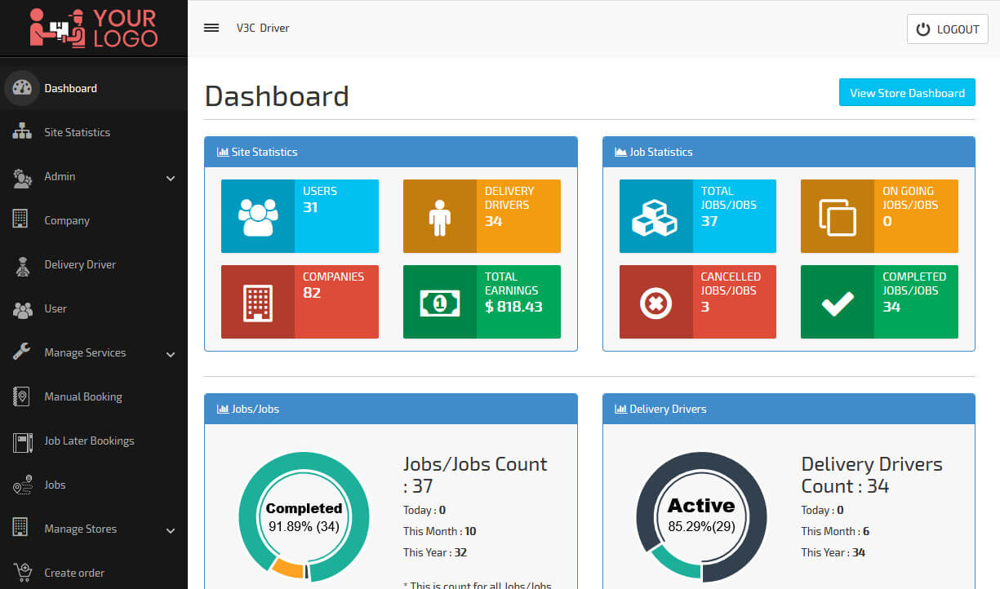 YOUR
LOGO
V3C Driver
LOGOUT
Dashboard
Site Statistics
Admin
Company
Delivery Driver
User
Manage Services
Manual Booking
Job Later Bookings
Jobs
Manage Stores
Create order
Dashboard
View Store Dashboard
Site Statistics
USERS
31
DELIVERY
DRIVERS
34
COMPANIES
82
TOTAL
EARNINGS
$ 818.43
1
Job Statistics
TOTAL
JOBS/JOBS
37
ON GOING
JOBS/JOBS
0
CANCELLED
JOBS/JOBS
3
COMPLETED
JOBS/JOBS
34
Jobs/Jobs
Completed
91.89% (34)
Jobs/Jobs Count
: 37
Today : 0
This Month : 10
This Year : 32
* This is count for all Jobs/Jobs
Delivery Drivers
Active
85.29%(29)
Delivery Drivers
Count : 34
Today : 0
This Month : 6
This Year : 34